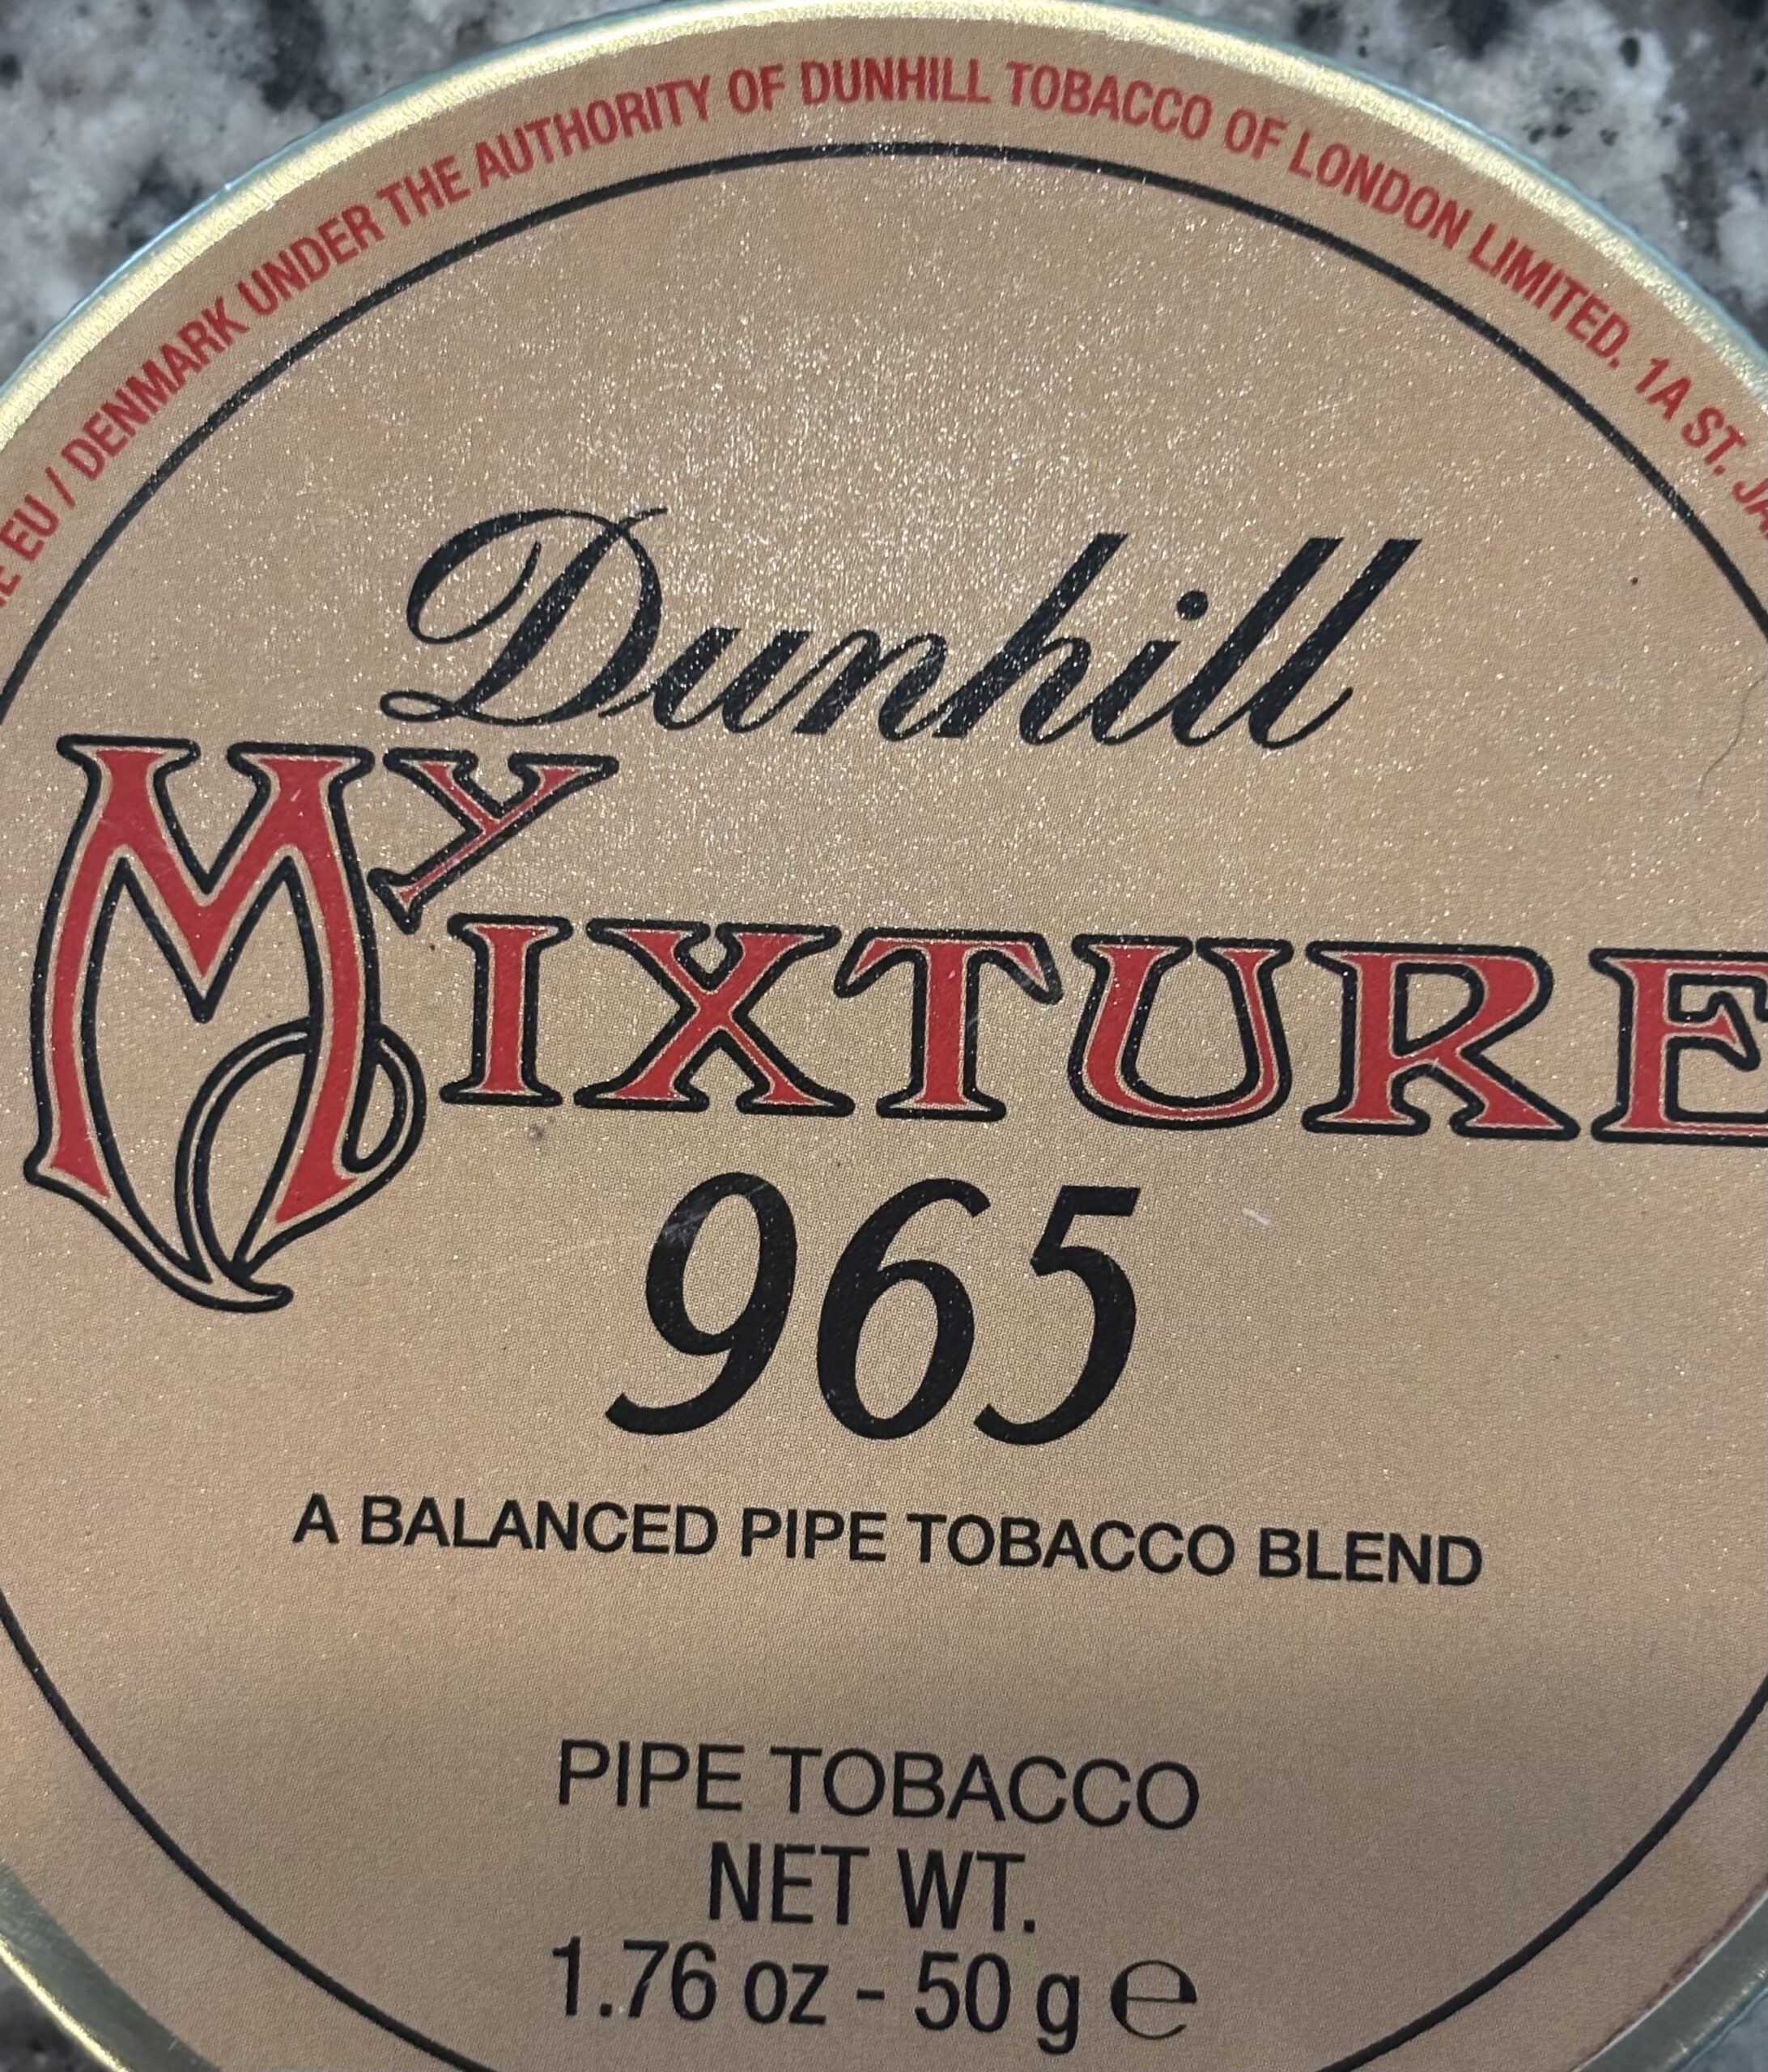 EU / DENMARK UNDER THE AUTHORITY OF DUNHILL TOBACCO OF LONDON LIMITED. 1A ST.
Dunhill
MY
MIXTURE
965
A BALANCED PIPE TOBACCO BLEND
PIPE TOBACCO
NET WT.
1.76 oz - 50 g ℮